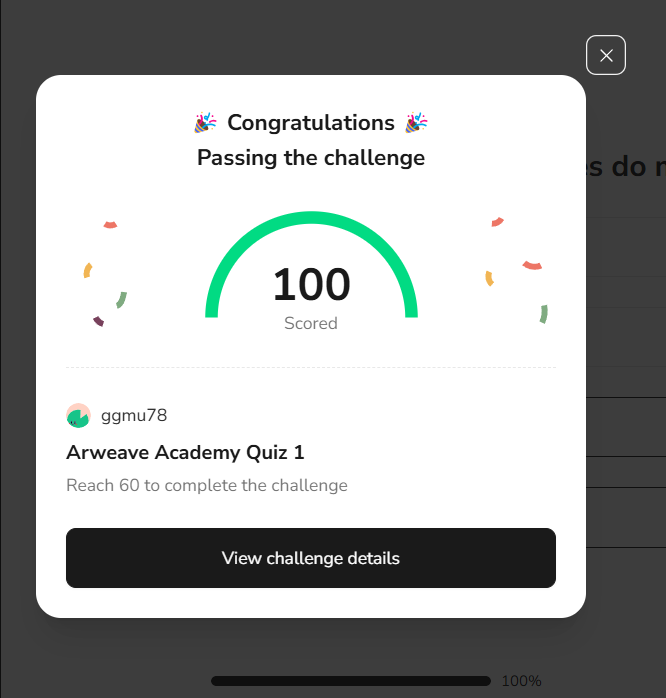 🎉 Congratulations 🎉
Passing the challenge
es do
100
Scored
ggmu78
Arweave Academy Quiz 1
Reach 60 to complete the challenge
View challenge details
100%